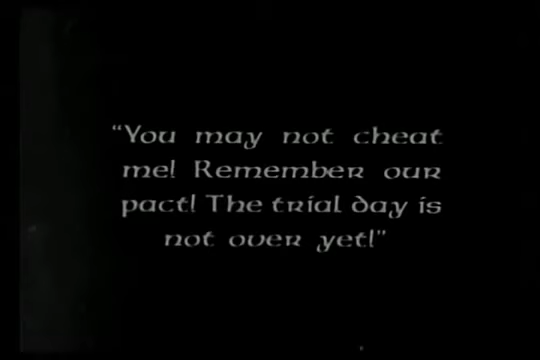 “You may not cheat
me! Remember our
pact! The trial day is
not over yet!”